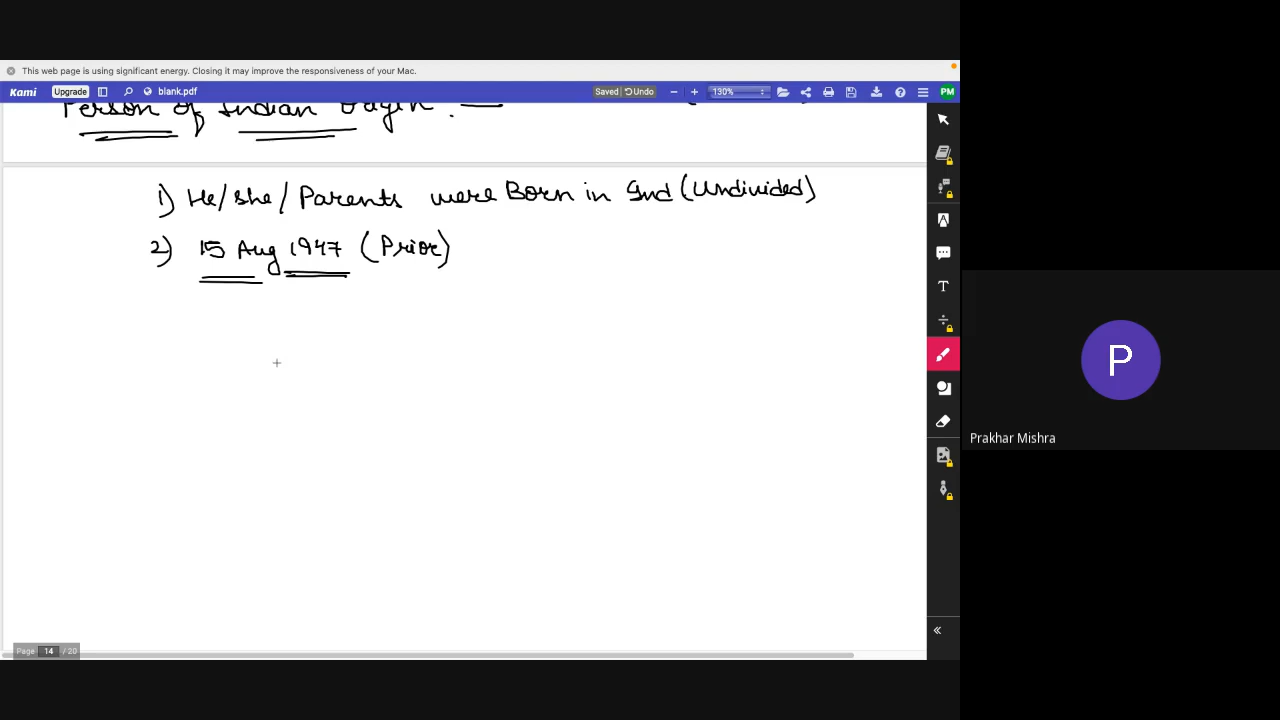 This web page is using significant energy. Closing it may improve the responsiveness of your Mac.
Kami Upgrade blank.pdf Saved Undo 130% PM
Person of Indian Origin :
1) He/she/Parents were Born in Ind (Undivided)
2) 15 Aug 1947 (Prior)
T
P
Prakhar Mishra
Page 14 / 20